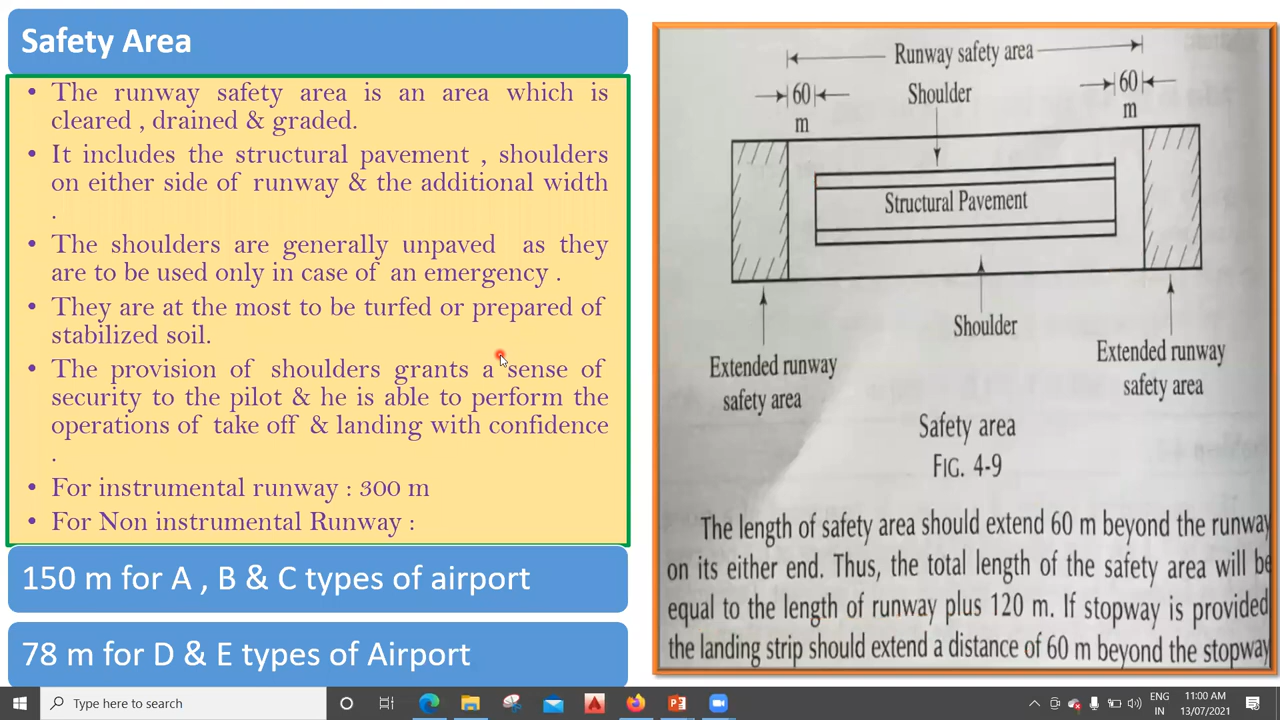 Safety Area
• The runway safety area is an area which is
cleared , drained & graded.
• It includes the structural pavement , shoulders
on either side of runway & the additional width
.
• The shoulders are generally unpaved as they
are to be used only in case of an emergency .
• They are at the most to be turfed or prepared of
stabilized soil.
• The provision of shoulders grants a sense of
security to the pilot & he is able to perform the
operations of take off & landing with confidence
.
• For instrumental runway : 300 m
• For Non instrumental Runway :
150 m for A , B & C types of airport
78 m for D & E types of Airport
Runway safety area
60
m
Shoulder
60
m
Structural Pavement
Shoulder
Extended runway
safety area
Extended runway
safety area
Safety area
FIG. 4-9
The length of safety area should extend 60 m beyond the runway
on its either end. Thus, the total length of the safety area will be
equal to the length of runway plus 120 m. If stopway is provided
the landing strip should extend a distance of 60 m beyond the stopway
Type here to search
ENG
IN
11:00 AM
13/07/2021